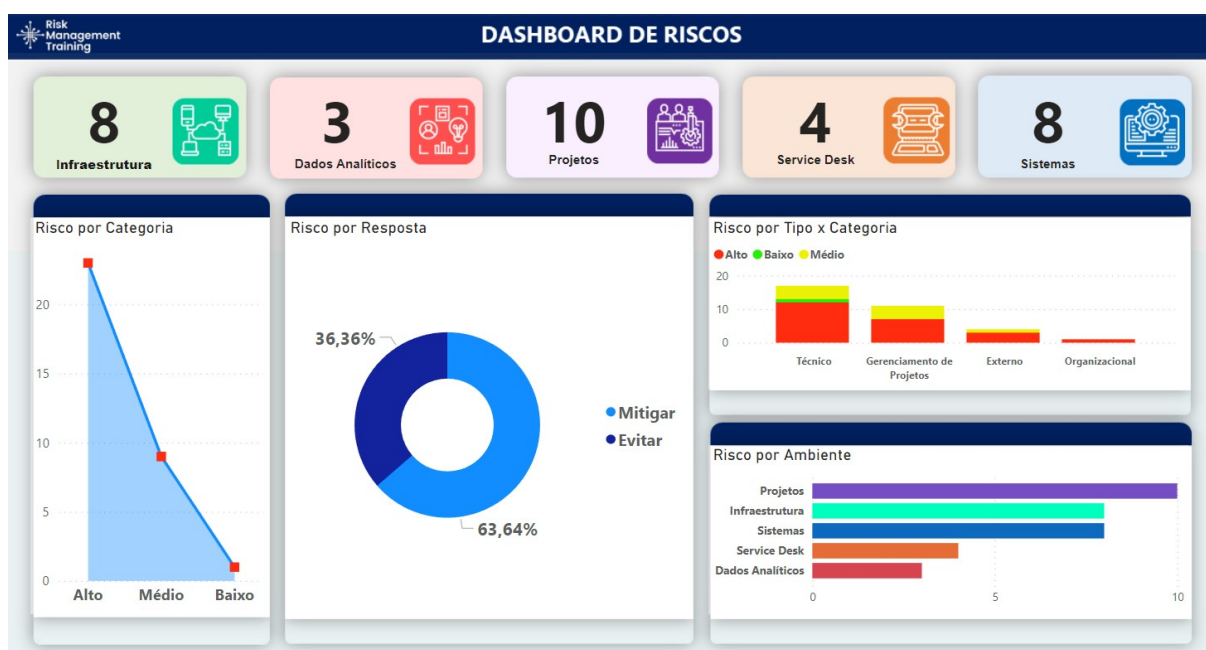 Risk
Management
Training
DASHBOARD DE RISCOS
8
Infraestrutura
3
Dados Analíticos
10
Projetos
4
Service Desk
8
Sistemas
Risco por Categoria
20
15
10
5
0
Alto Médio Baixo
Risco por Resposta
36,36%
63,64%
Mitigar
Evitar
Risco por Tipo x Categoria
Alto Baixo Médio
20
10
0
Técnico
Gerenciamento de
Projetos
Externo
Organizacional
Risco por Ambiente
Projetos
Infraestrutura
Sistemas
Service Desk
Dados Analíticos
0 5 10